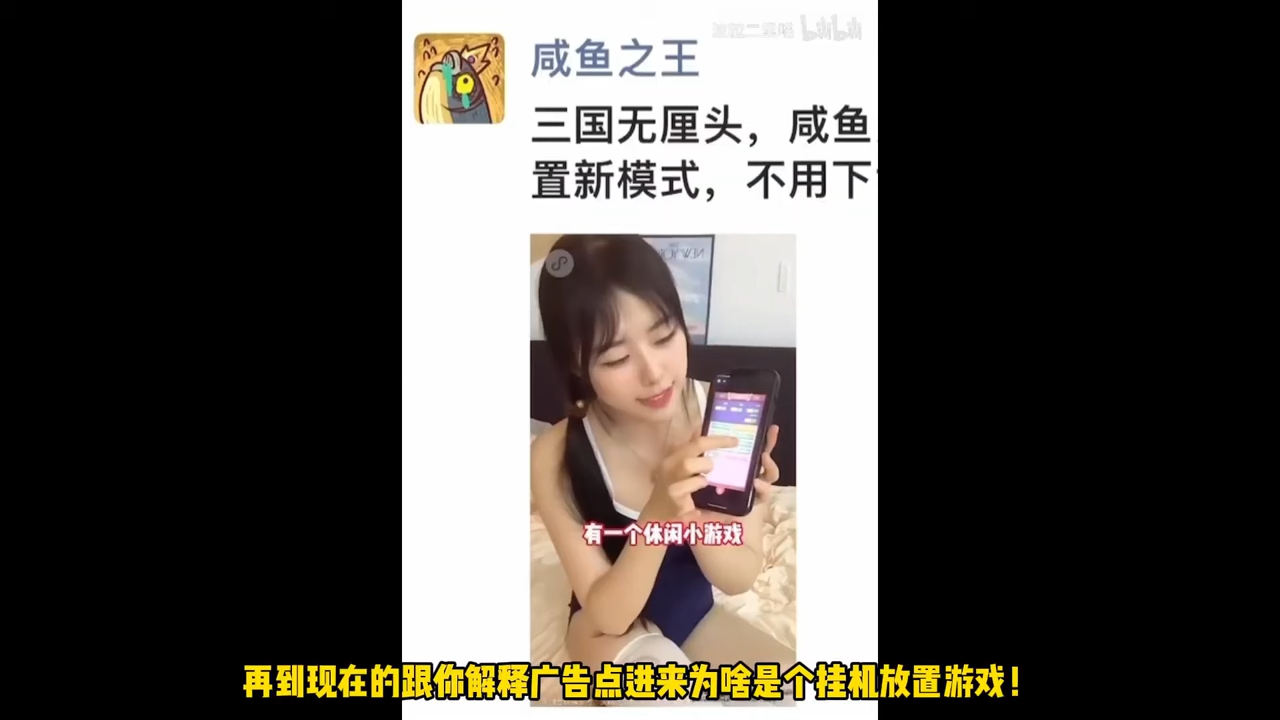 bilibili
咸鱼之王
三国无厘头，咸鱼
置新模式，不用下
有一个休闲小游戏
再到现在的跟你解释广告点进来为啥是个挂机放置游戏！